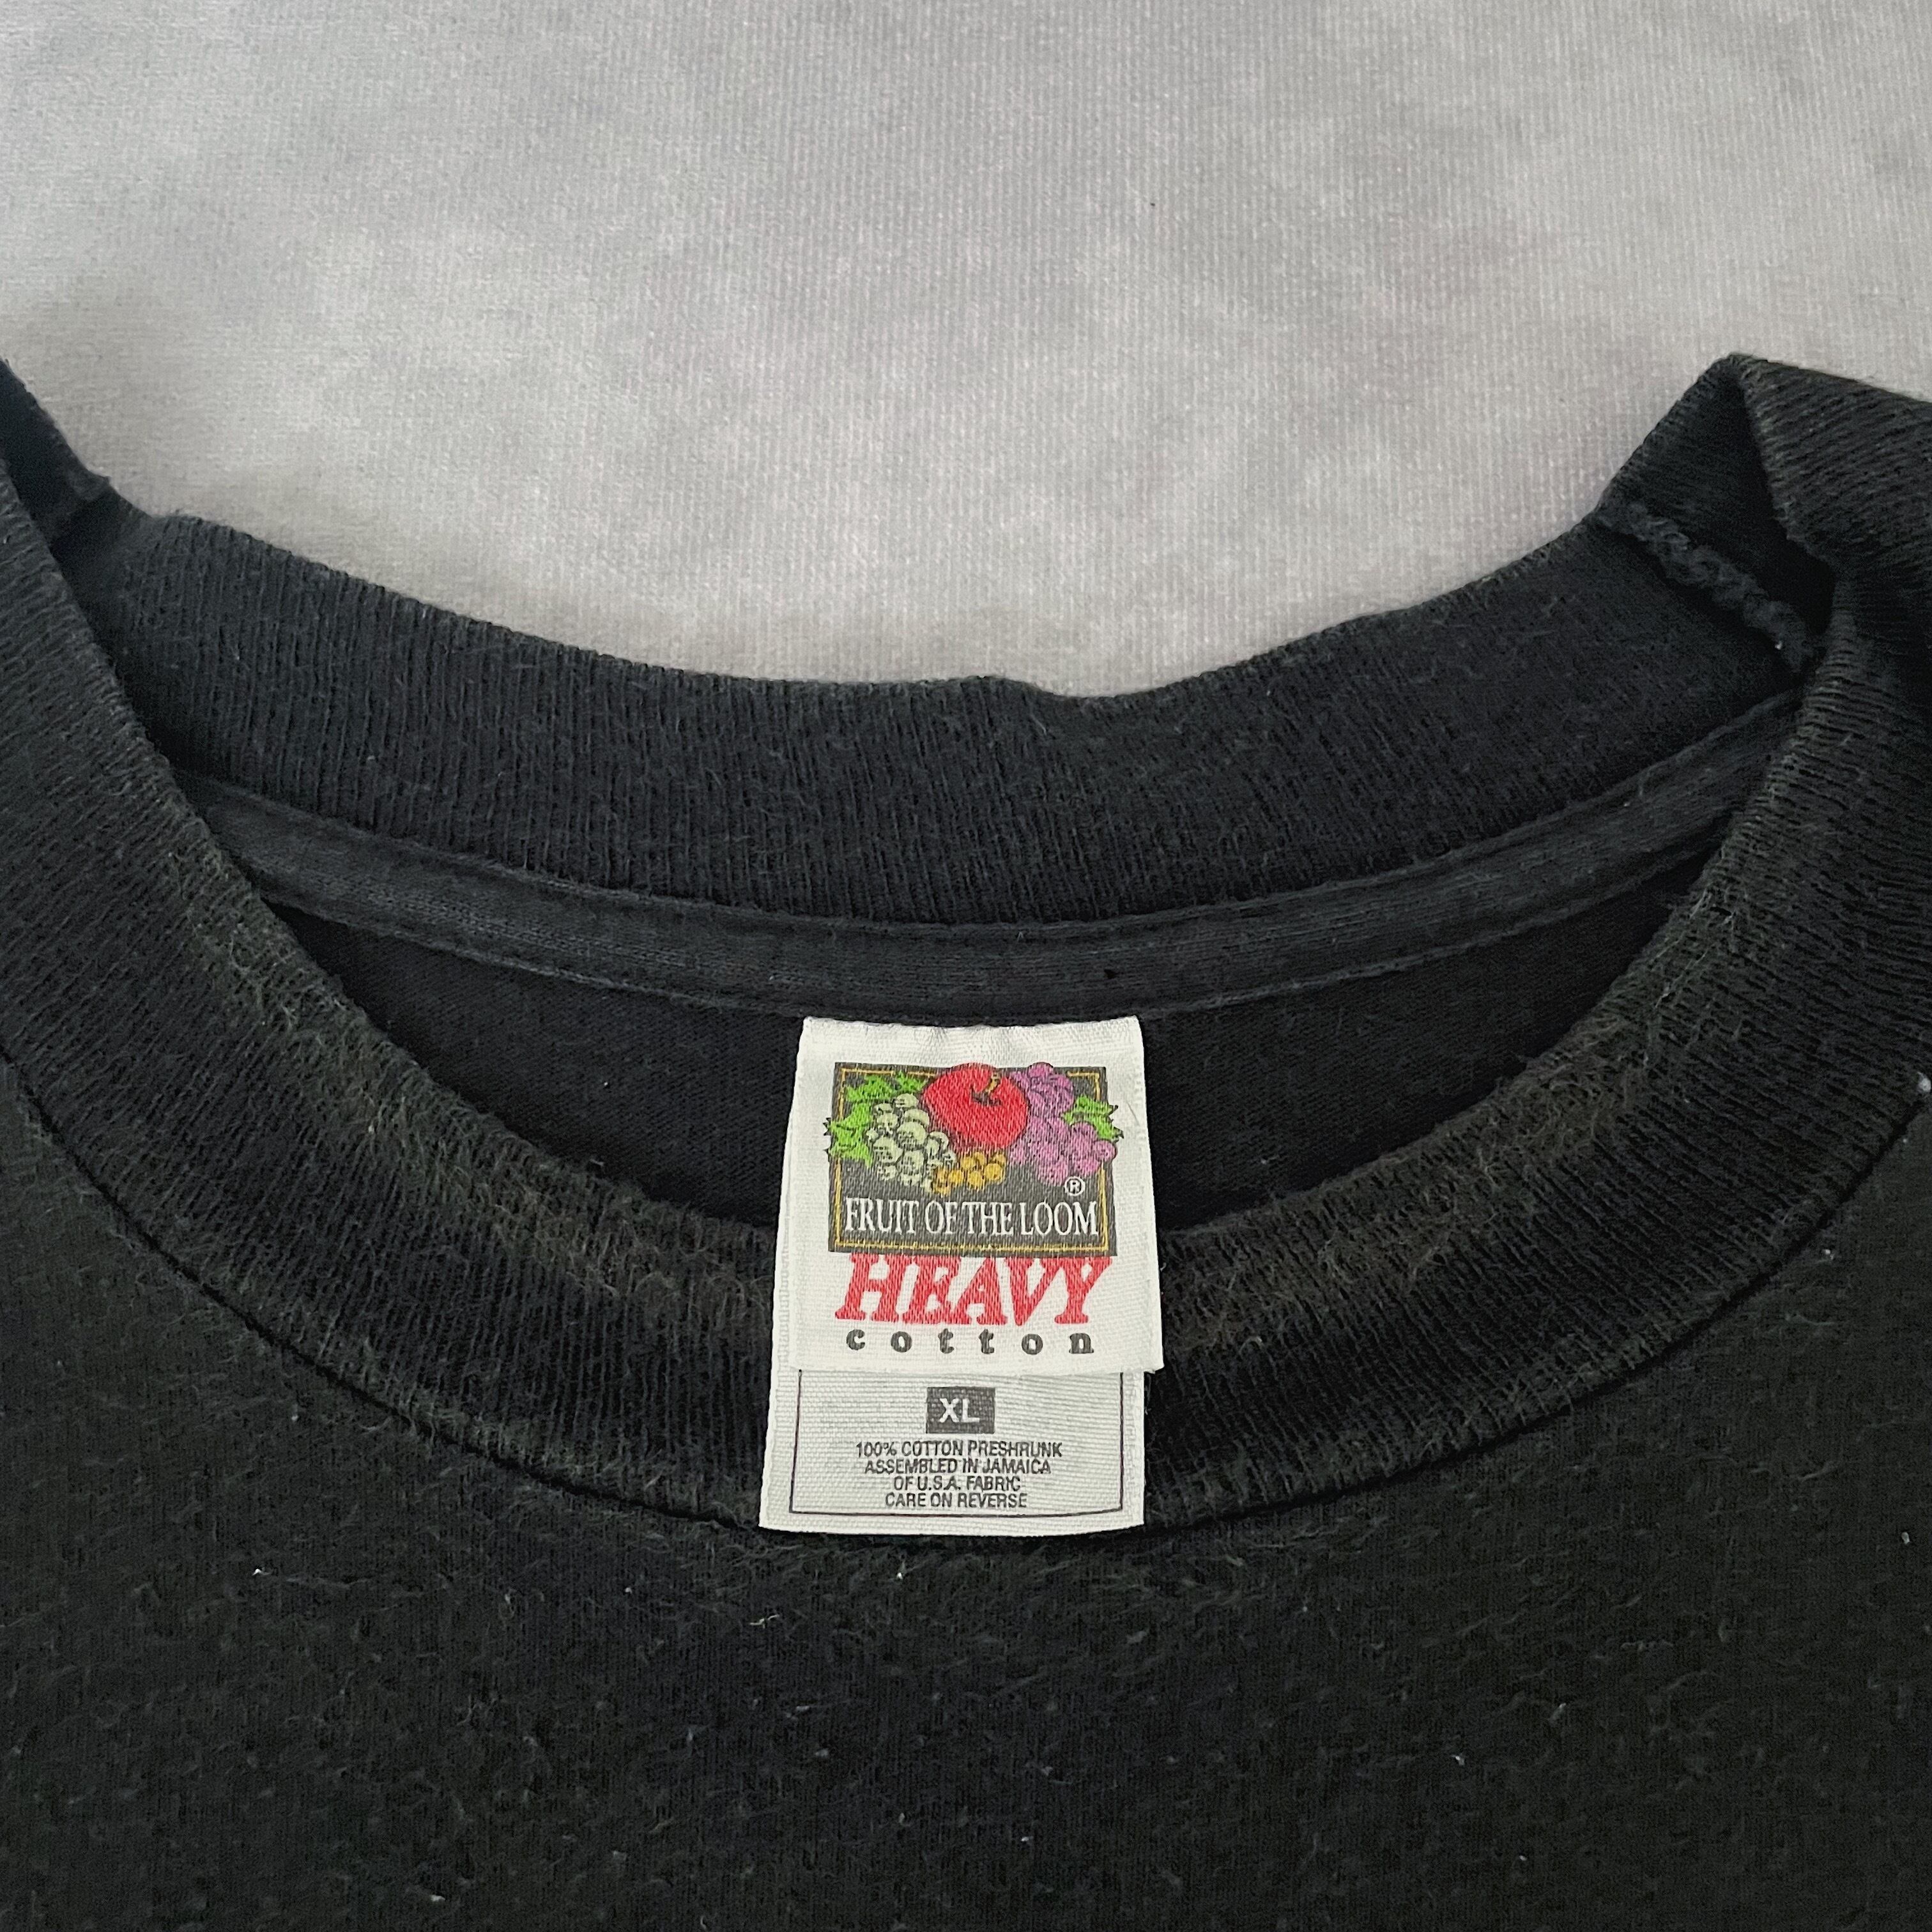 ®
FRUIT OF THE LOOM
HEAVY
cotton
XL
100% COTTON PRESHRUNK
ASSEMBLED IN JAMAICA
OF U.S.A. FABRIC
CARE ON REVERSE